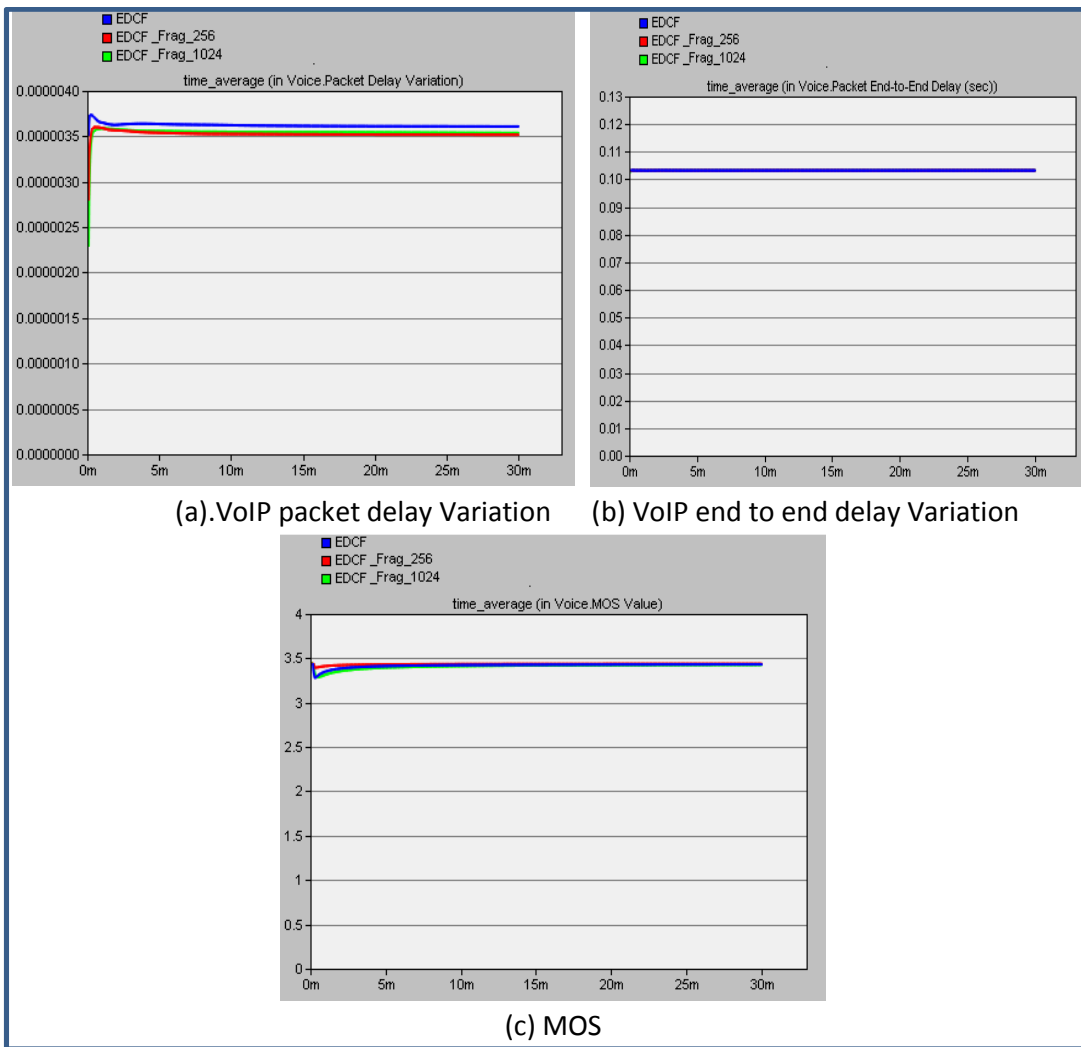 EDCF
EDCF _Frag_256
EDCF _Frag_1024
time_average (in Voice.Packet Delay Variation)
0.0000040
0.0000035
0.0000030
0.0000025
0.0000020
0.0000015
0.0000010
0.0000005
0.0000000
0m 5m 10m 15m 20m 25m 30m
EDCF
EDCF _Frag_256
EDCF _Frag_1024
time_average (in Voice.Packet End-to-End Delay (sec))
0.13
0.12
0.11
0.10
0.09
0.08
0.07
0.06
0.05
0.04
0.03
0.02
0.01
0.00
0m 5m 10m 15m 20m 25m 30m
(a).VoIP packet delay Variation
(b) VoIP end to end delay Variation
EDCF
EDCF _Frag_256
EDCF _Frag_1024
time_average (in Voice.MOS Value)
4
3.5
3
2.5
2
1.5
1
0.5
0
0m 5m 10m 15m 20m 25m 30m
(c) MOS